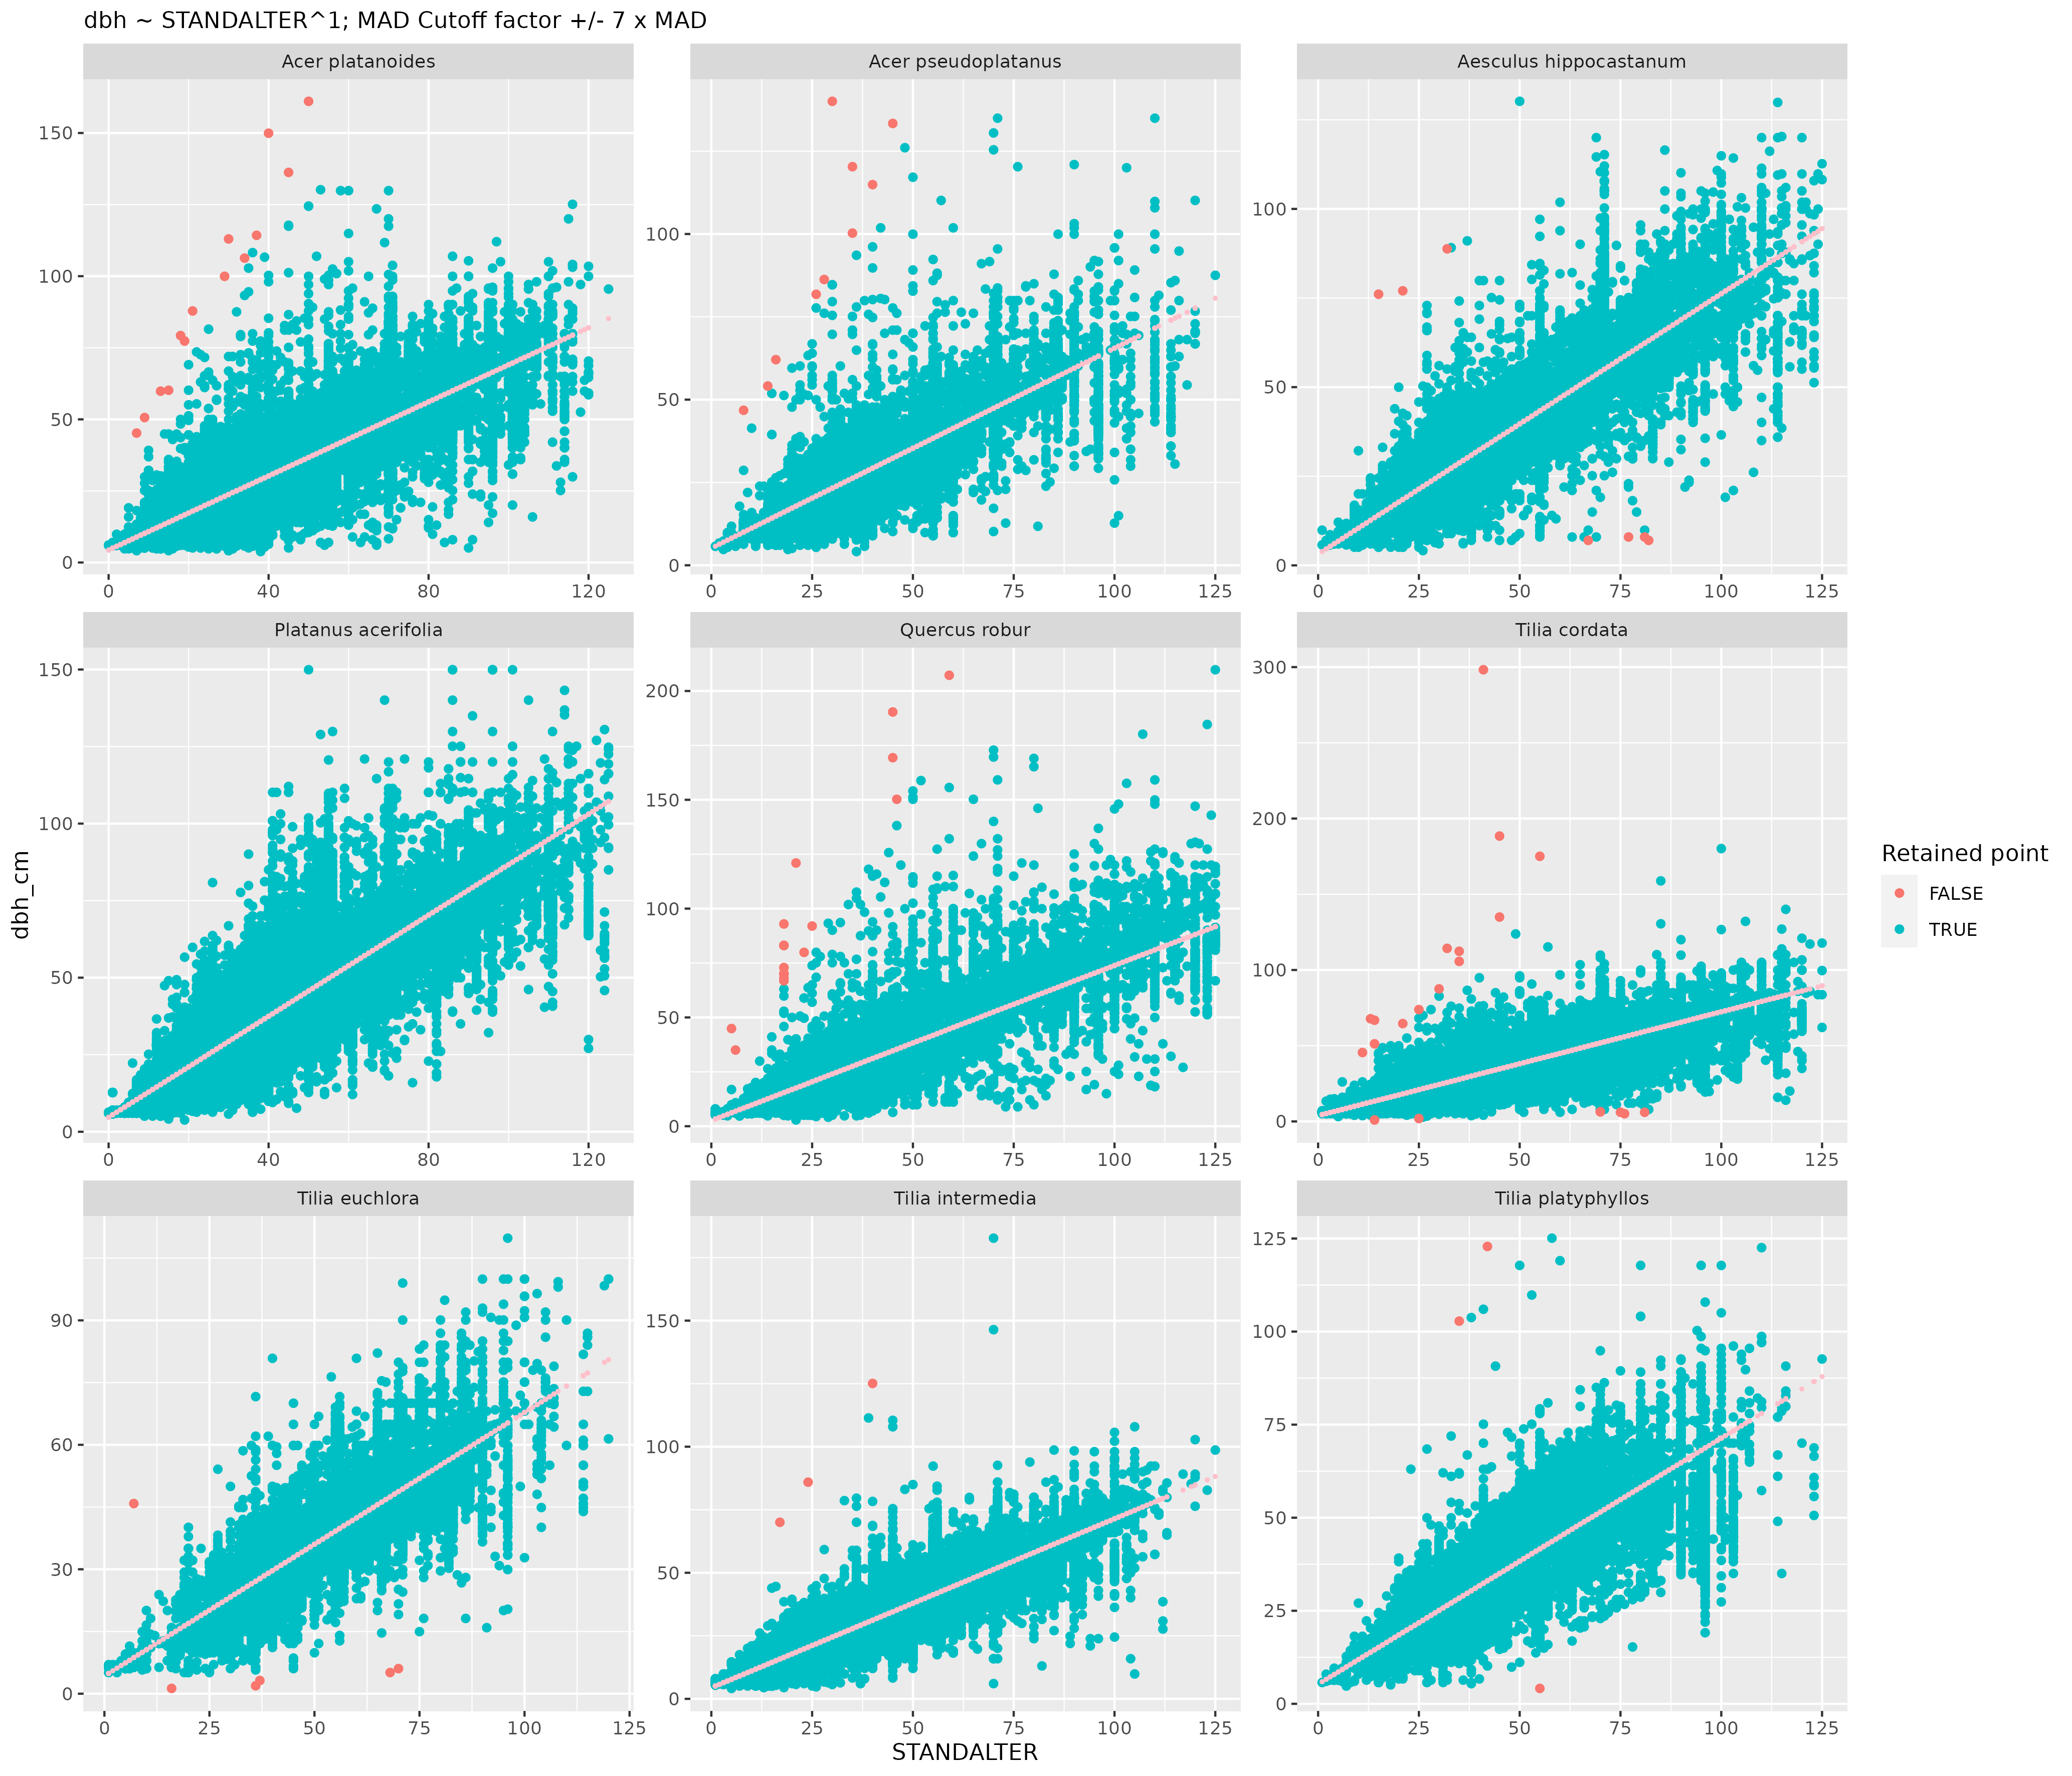 dbh ~ STANDALTER^1; MAD Cutoff factor +/- 7 x MAD
Acer platanoides
Acer pseudoplatanus
Aesculus hippocastanum
150
100
50
0
100
50
0
100
50
0
0 40 80 120
0 25 50 75 100 125
0 25 50 75 100 125
Platanus acerifolia
Quercus robur
Tilia cordata
150
100
50
0
200
150
100
50
0
300
200
100
0
0 40 80 120
0 25 50 75 100 125
0 25 50 75 100 125
Tilia euchlora
Tilia intermedia
Tilia platyphyllos
90
60
30
0
150
100
50
0
125
100
75
50
25
0
0 25 50 75 100 125
0 25 50 75 100 125
0 25 50 75 100 125
dbh_cm
STANDALTER
Retained point
FALSE
TRUE